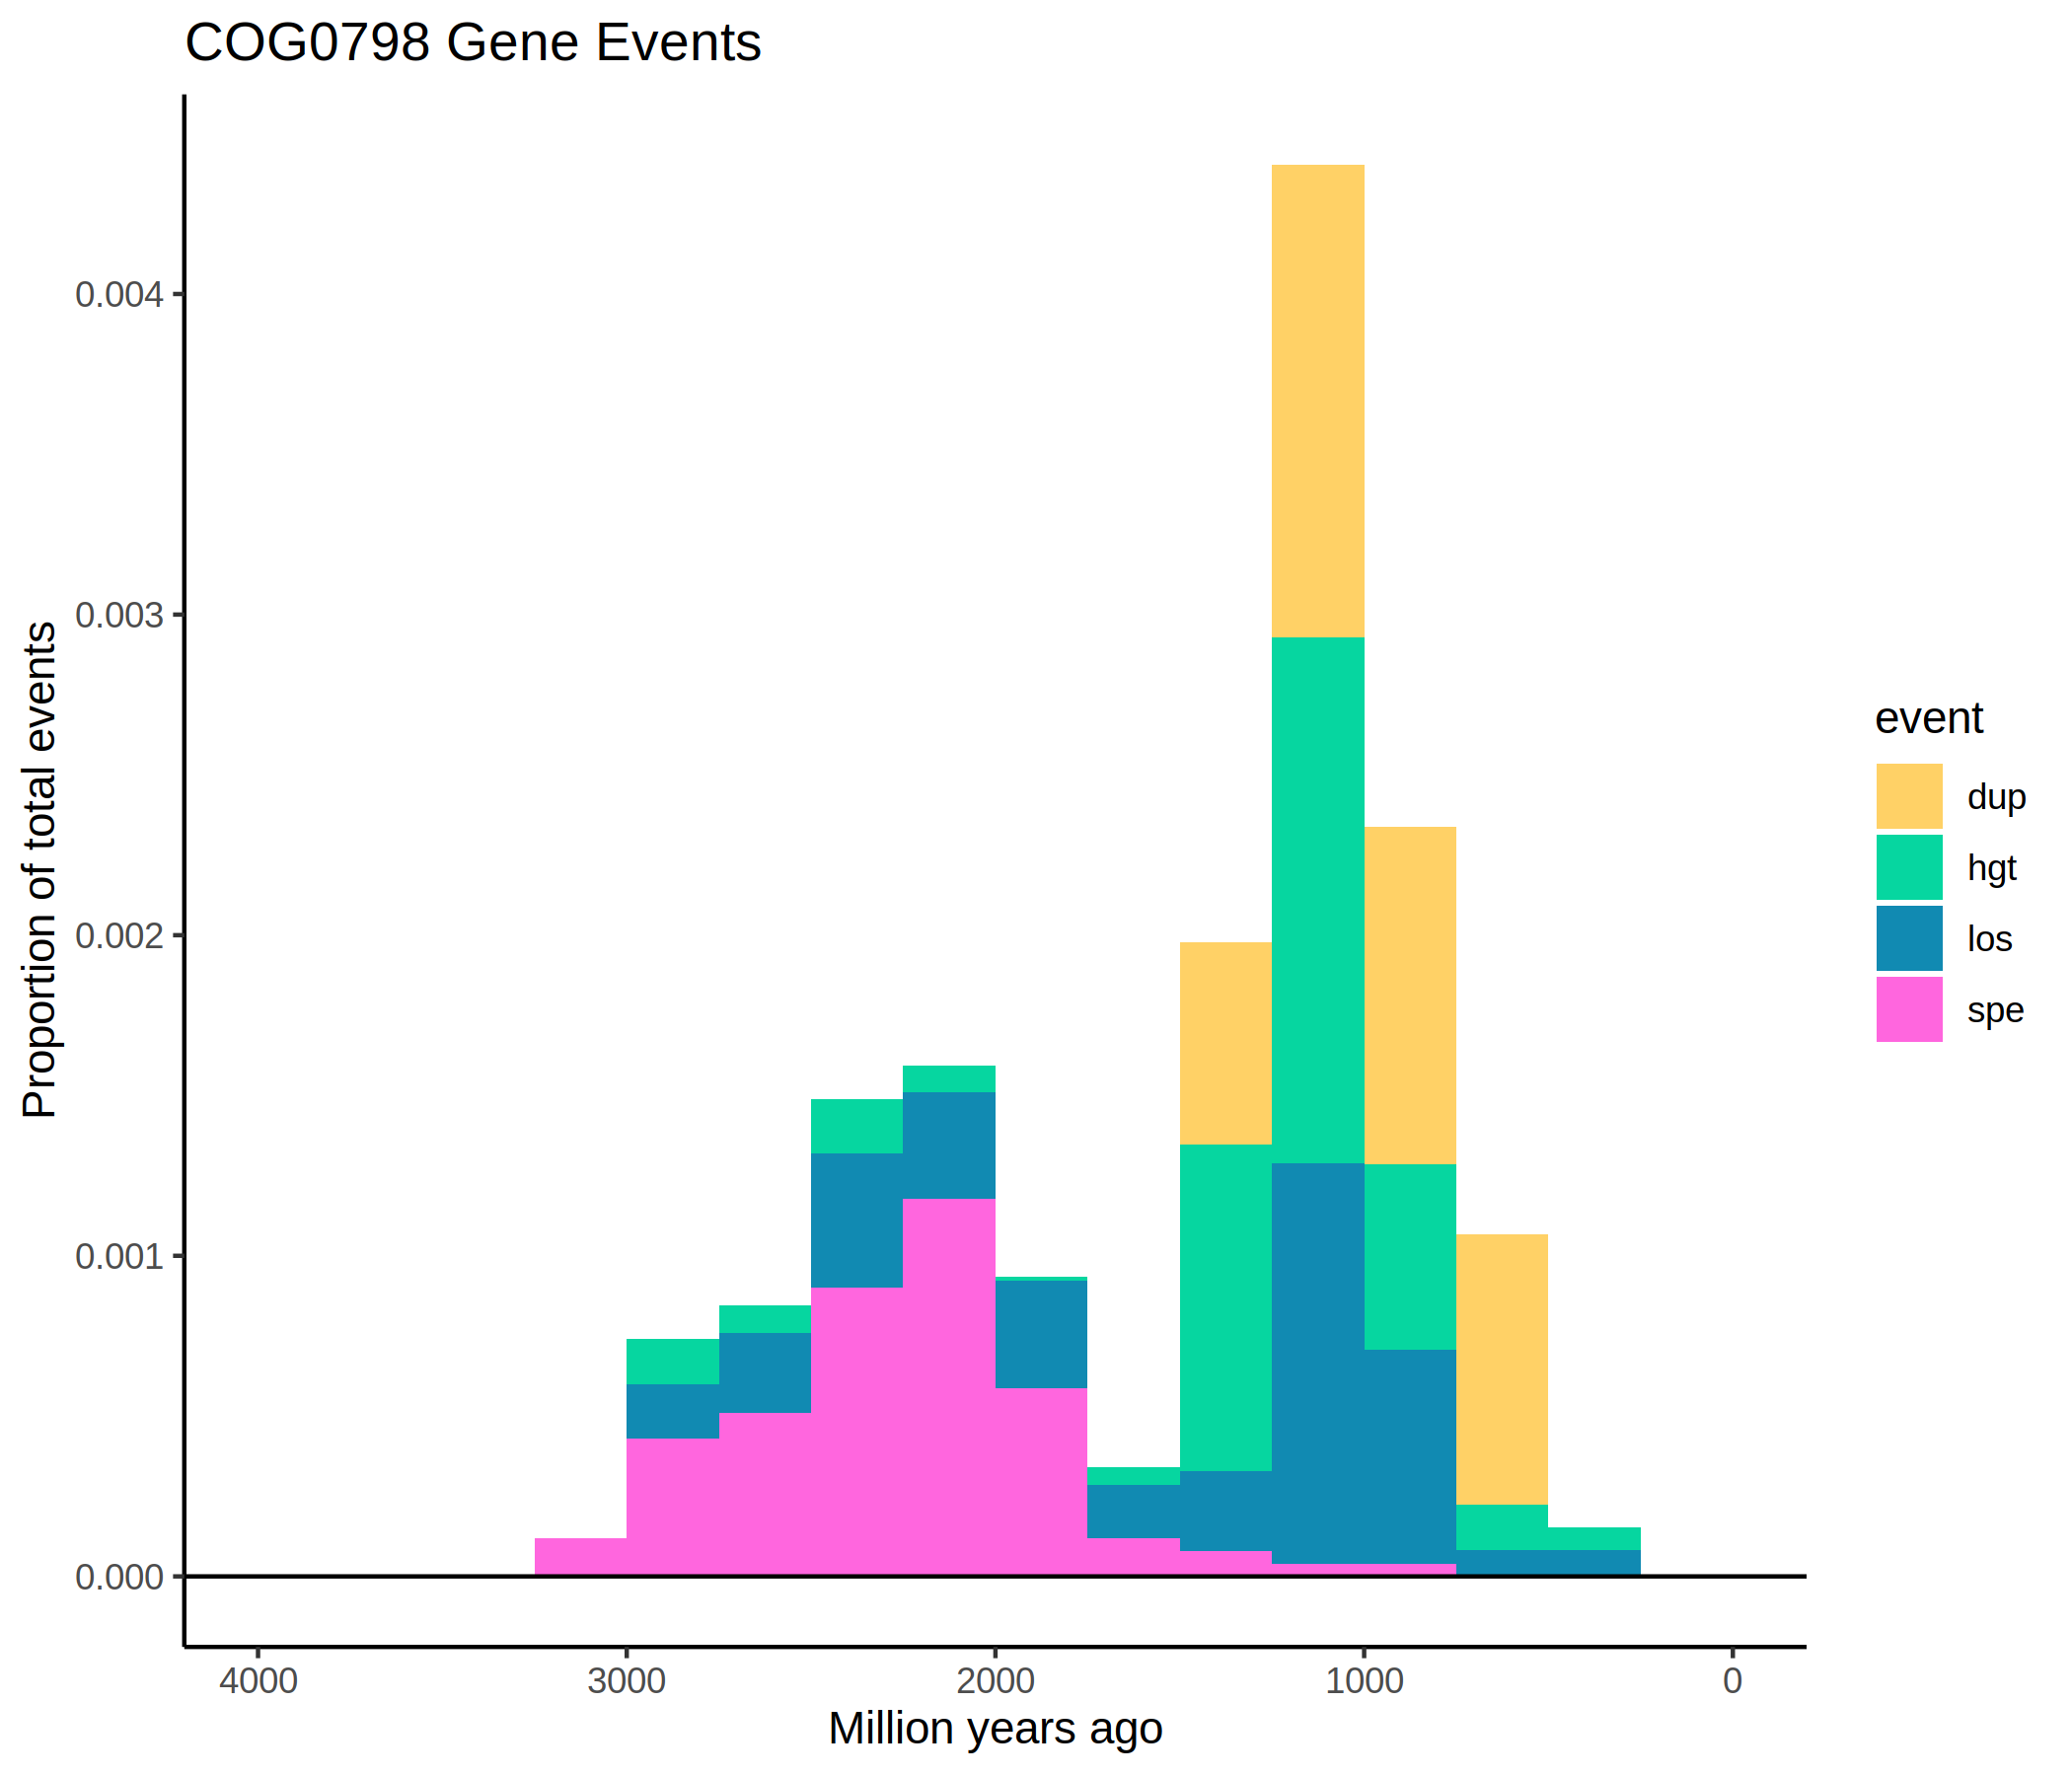 COG0798 Gene Events
Proportion of total events
0.004
0.003
0.002
0.001
0.000
4000 3000 2000 1000 0
Million years ago
event
dup
hgt
los
spe